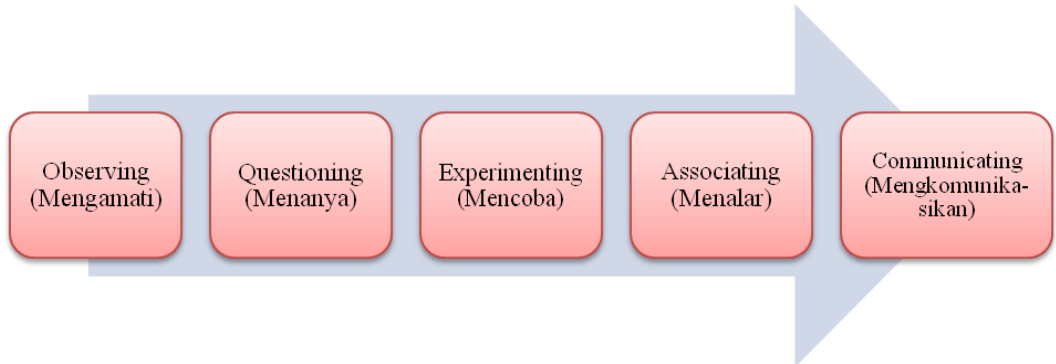 Observing
(Mengamati)
Questioning
(Menanya)
Experimenting
(Mencoba)
Associating
(Menalar)
Communicating
(Mengkomunika-
sikan)